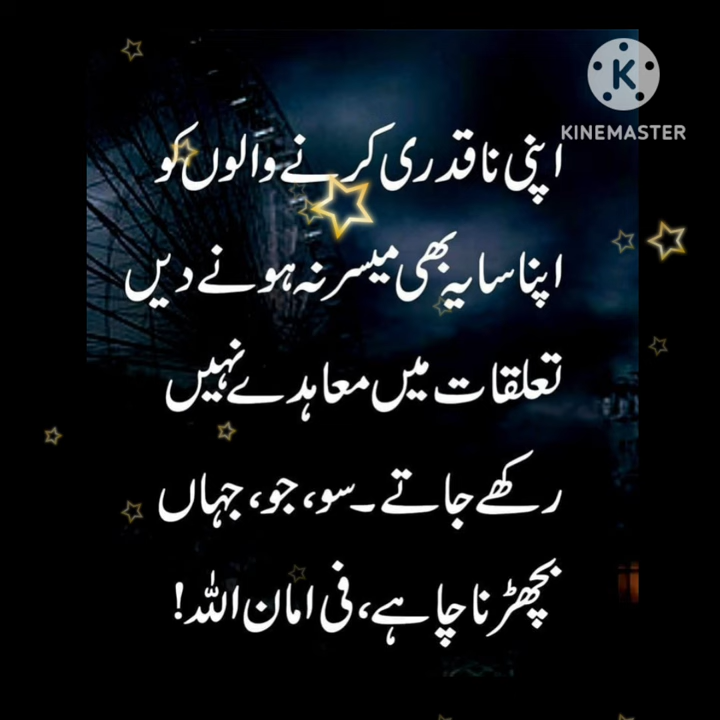 KINEMASTER
اپنی ناقدری کرنے والوں کو
اپنا سایہ بھی میسر نہ ہونے دیں
تعلقات میں معاہدے نہیں
رکھے جاتے۔ سو، جو، جہاں
بچھڑنا چاہے، فی امان اللہ!